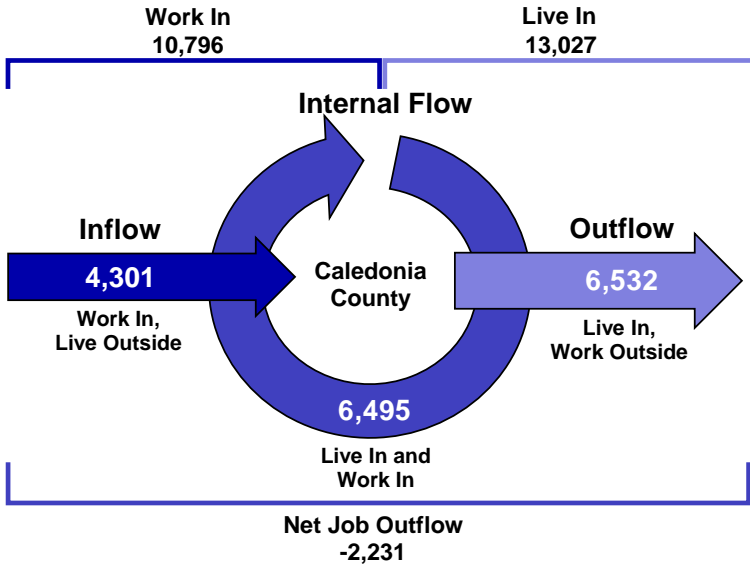 Work In
10,796
Live In
13,027
Internal Flow
Inflow
4,301
Work In,
Live Outside
Caledonia
County
Outflow
6,532
Live In,
Work Outside
6,495
Live In and
Work In
Net Job Outflow
-2,231